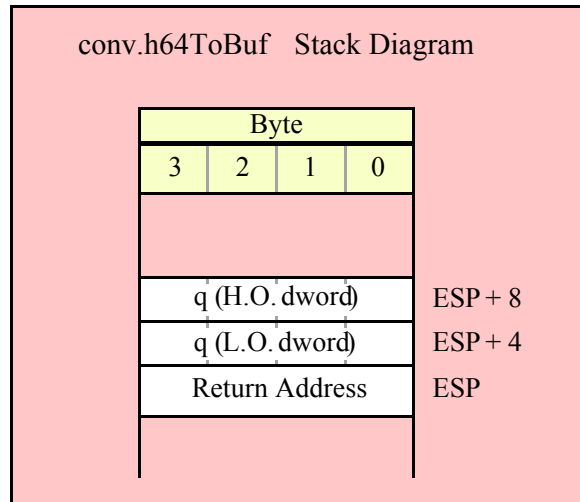 conv.h64ToBuf Stack Diagram
Byte
3 2 1 0
q (H.O. dword) ESP + 8
q (L.O. dword) ESP + 4
Return Address ESP